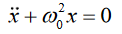 ẍ + ω₀²x = 0